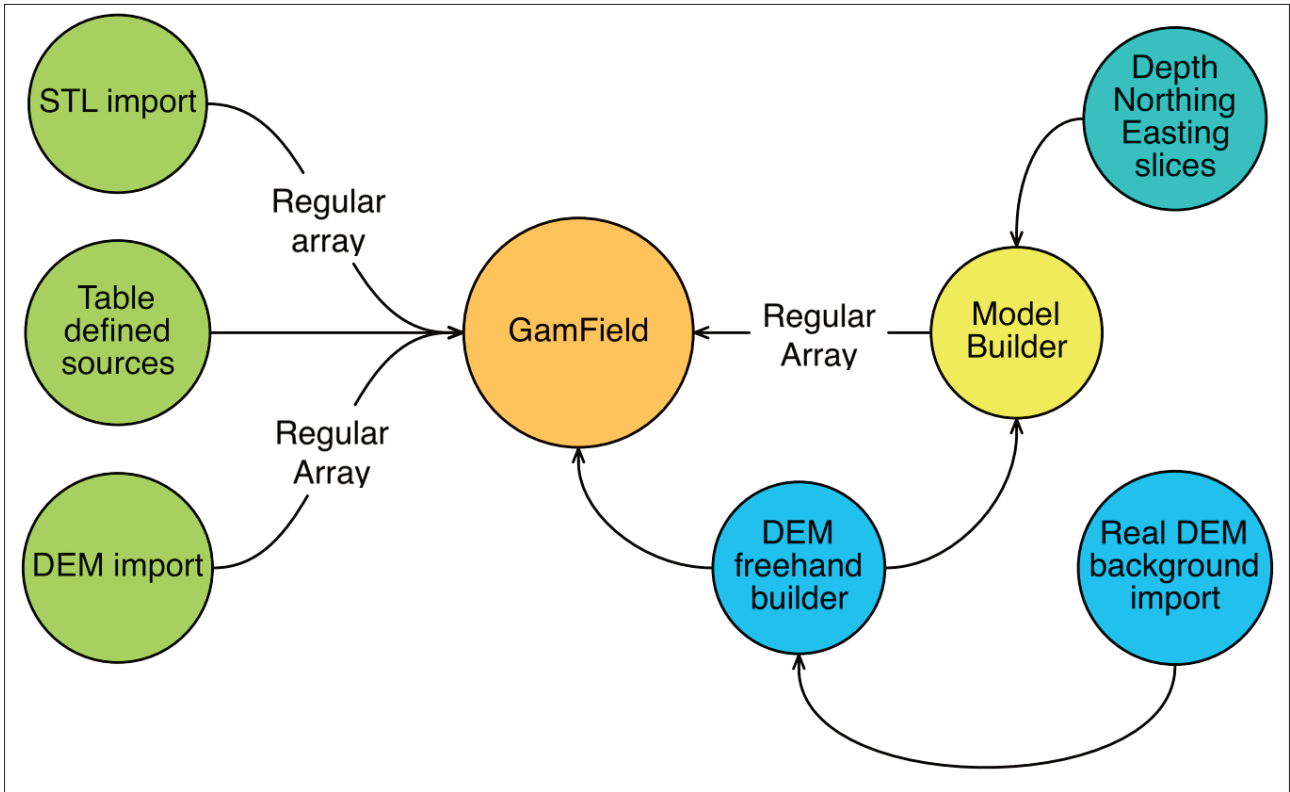 STL import
Regular
array
Table
defined
sources
Regular
Array
DEM import
GamField
Regular
Array
Model
Builder
Depth
Northing
Easting
slices
DEM
freehand
builder
Real DEM
background
import